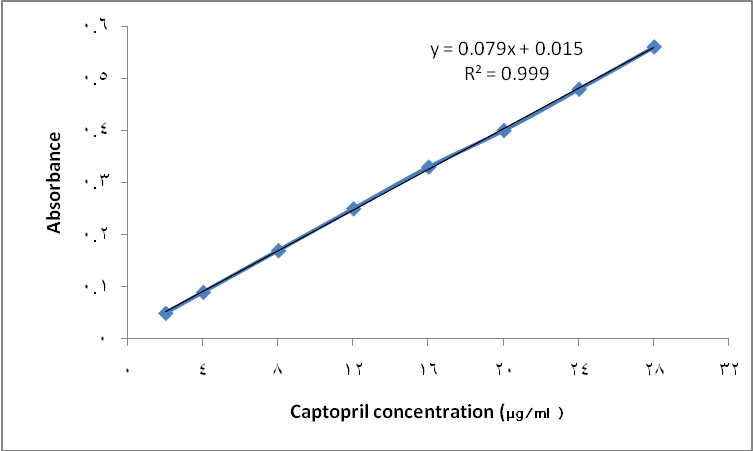 y = 0.079x + 0.015
R² = 0.999
Absorbance
٠.٦
٠.٥
٠.٤
٠.٣
٠.٢
٠.١
٠
٠ ٤ ٨ ١٢ ١٦ ٢٠ ٢٤ ٢٨ ٣٢
Captopril concentration (µg/ml )